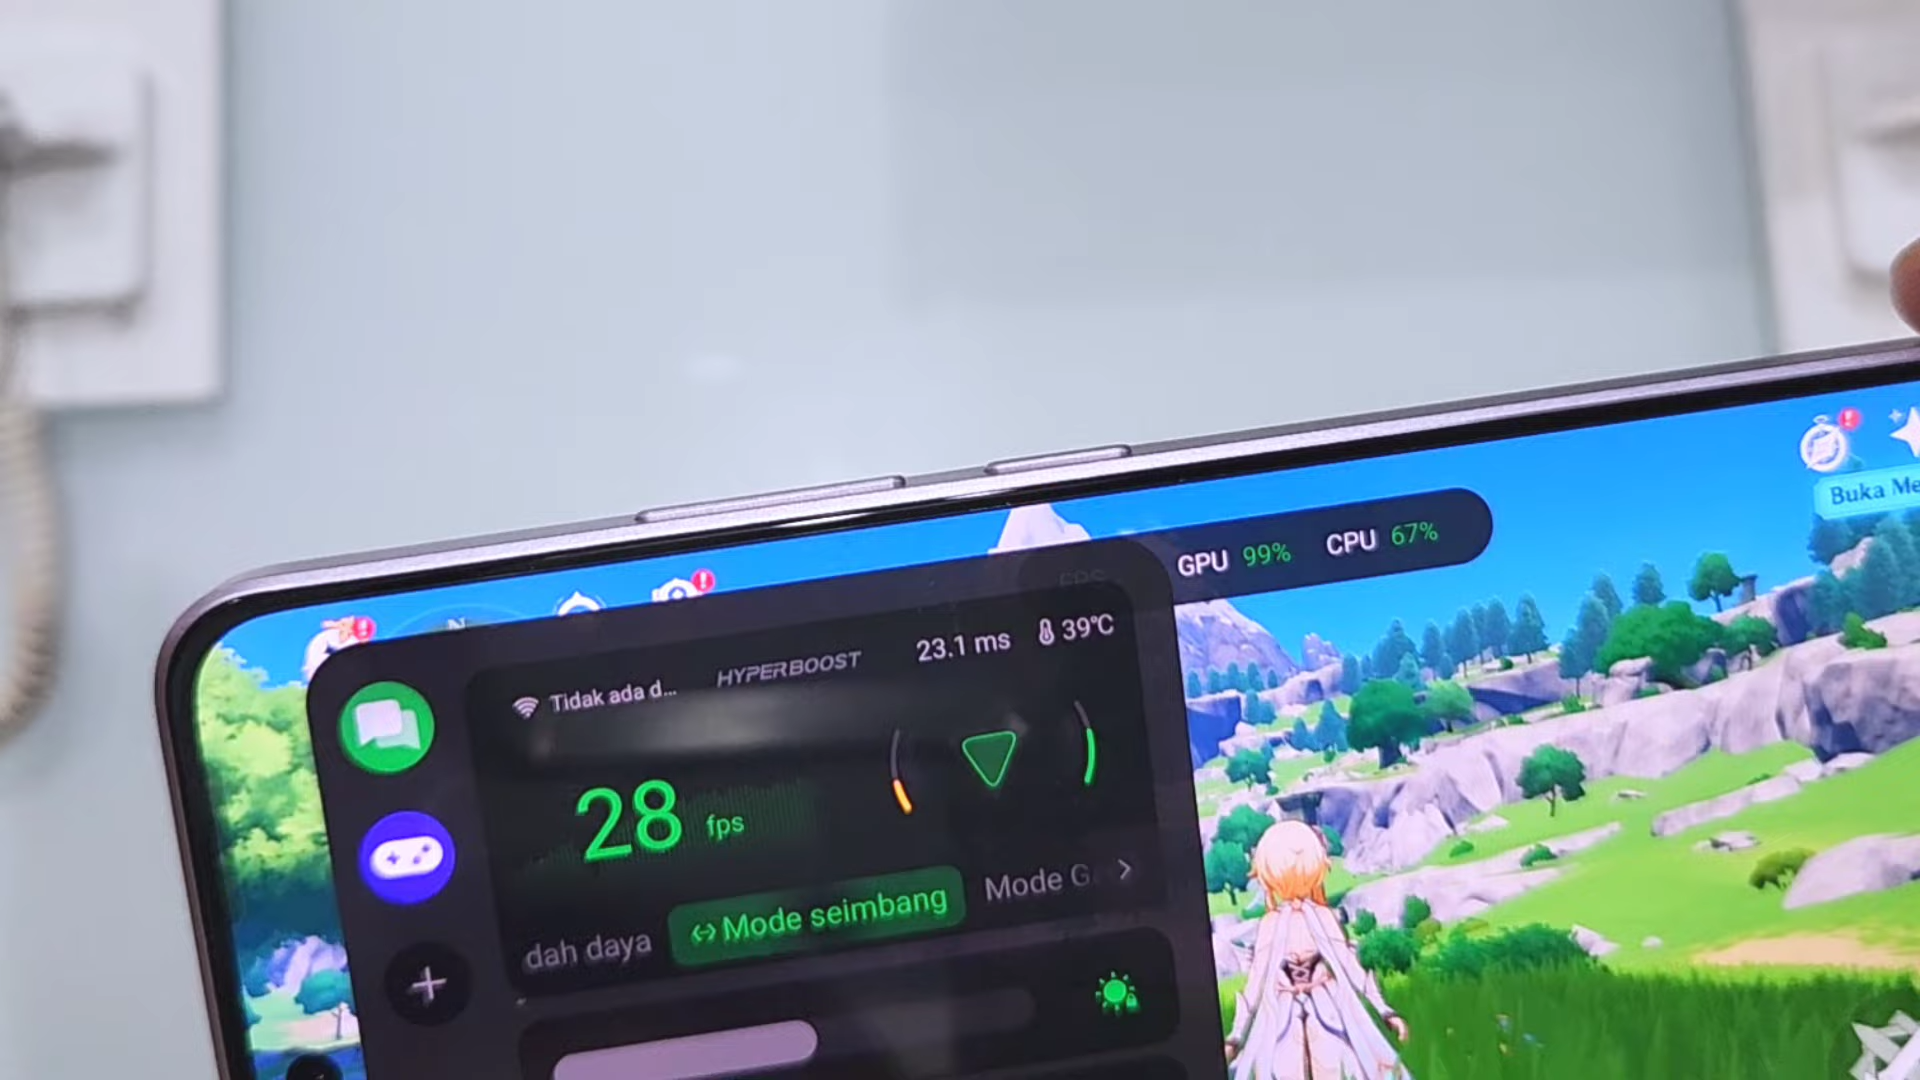 GPU 99% CPU 67%
Buka Me
N
FPS
Tidak ada d... HYPERBOOST 23.1 ms 39°C
28 fps
dah daya Mode seimbang Mode G